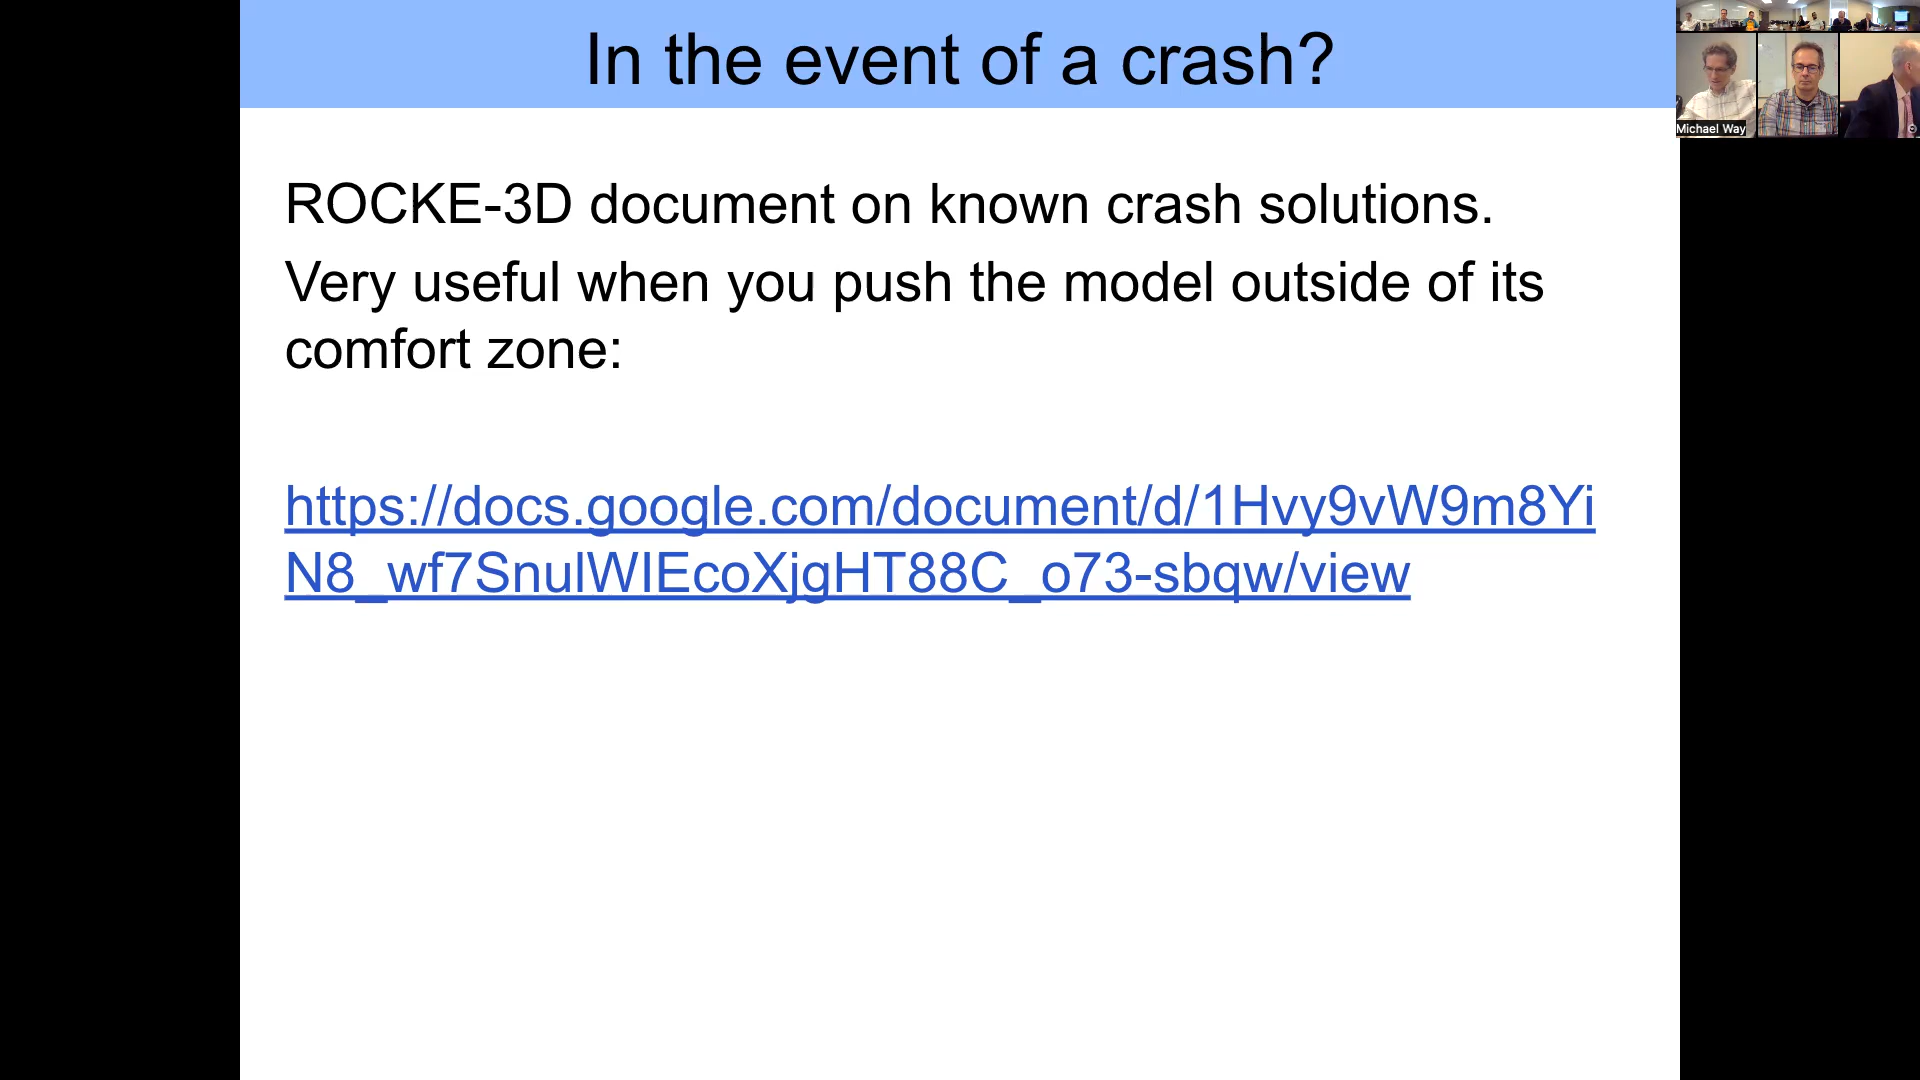 In the event of a crash?
Michael Way
ROCKE-3D document on known crash solutions.
Very useful when you push the model outside of its
comfort zone:
https://docs.google.com/document/d/1Hvy9vW9m8Yi
N8_wf7SnulWIEcoXjgHT88C_o73-sbqw/view